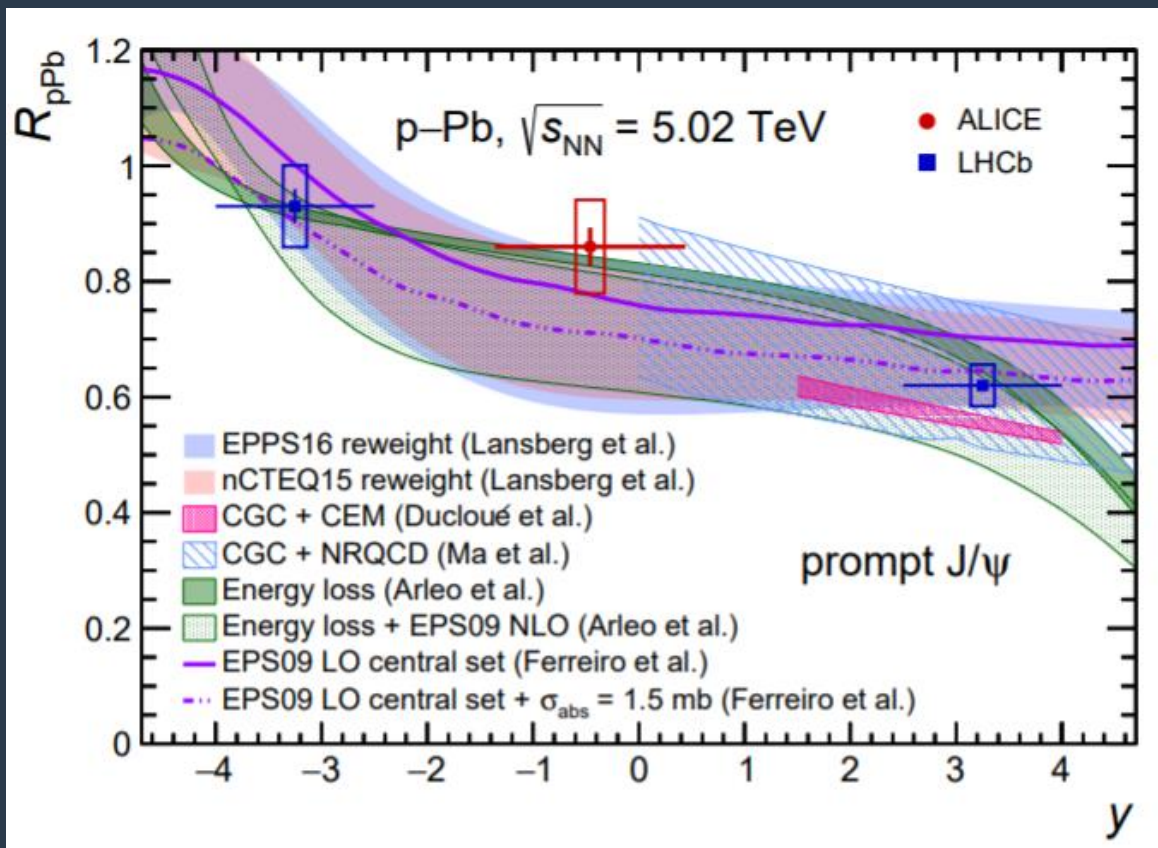 R_pPb
1.2
1
0.8
0.6
0.4
0.2
0
p–Pb, √s_NN = 5.02 TeV
ALICE
LHCb
EPPS16 reweight (Lansberg et al.)
nCTEQ15 reweight (Lansberg et al.)
CGC + CEM (Ducloué et al.)
CGC + NRQCD (Ma et al.)
Energy loss (Arleo et al.)
Energy loss + EPS09 NLO (Arleo et al.)
EPS09 LO central set (Ferreiro et al.)
EPS09 LO central set + σ_abs = 1.5 mb (Ferreiro et al.)
prompt J/ψ
–4 –3 –2 –1 0 1 2 3 4
y